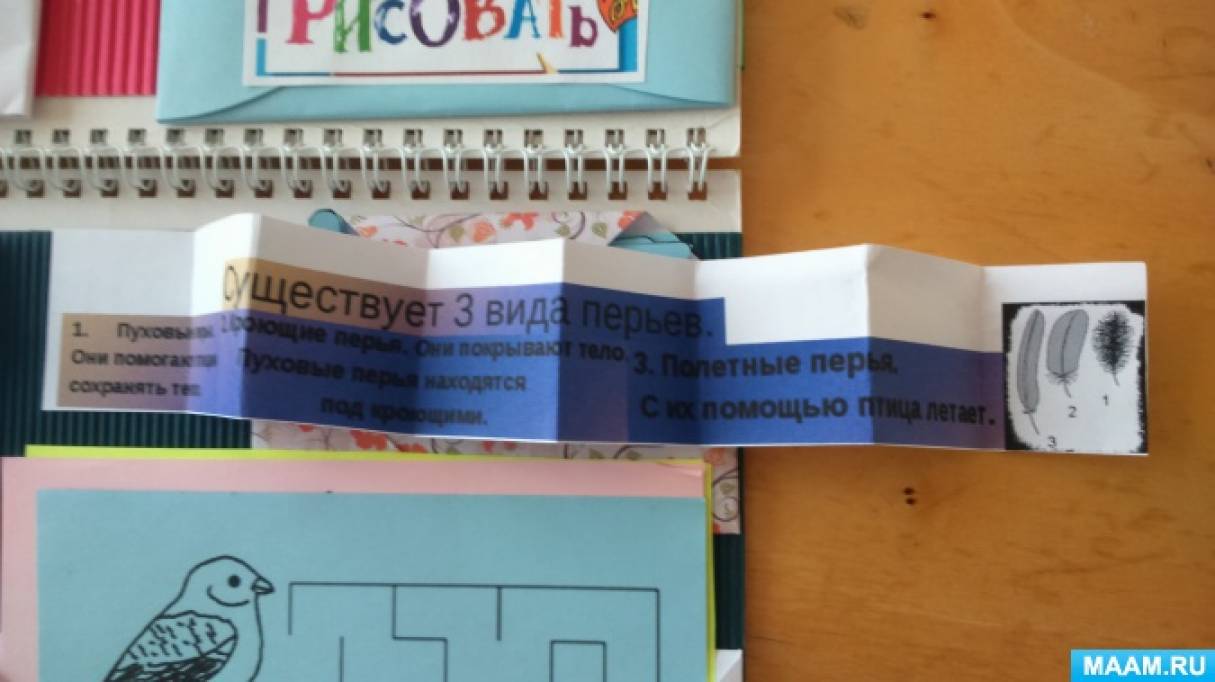 РИСОВАТЬ
Существует 3 вида перьев.
1. Пуховые
Они помогают
сохранять
2. Кроющие перья. Они покрывают тело.
Пуховые перья находятся
под кроющими.
3. Полетные перья.
С их помощью птица летает.
1
2
3
MAAM.RU